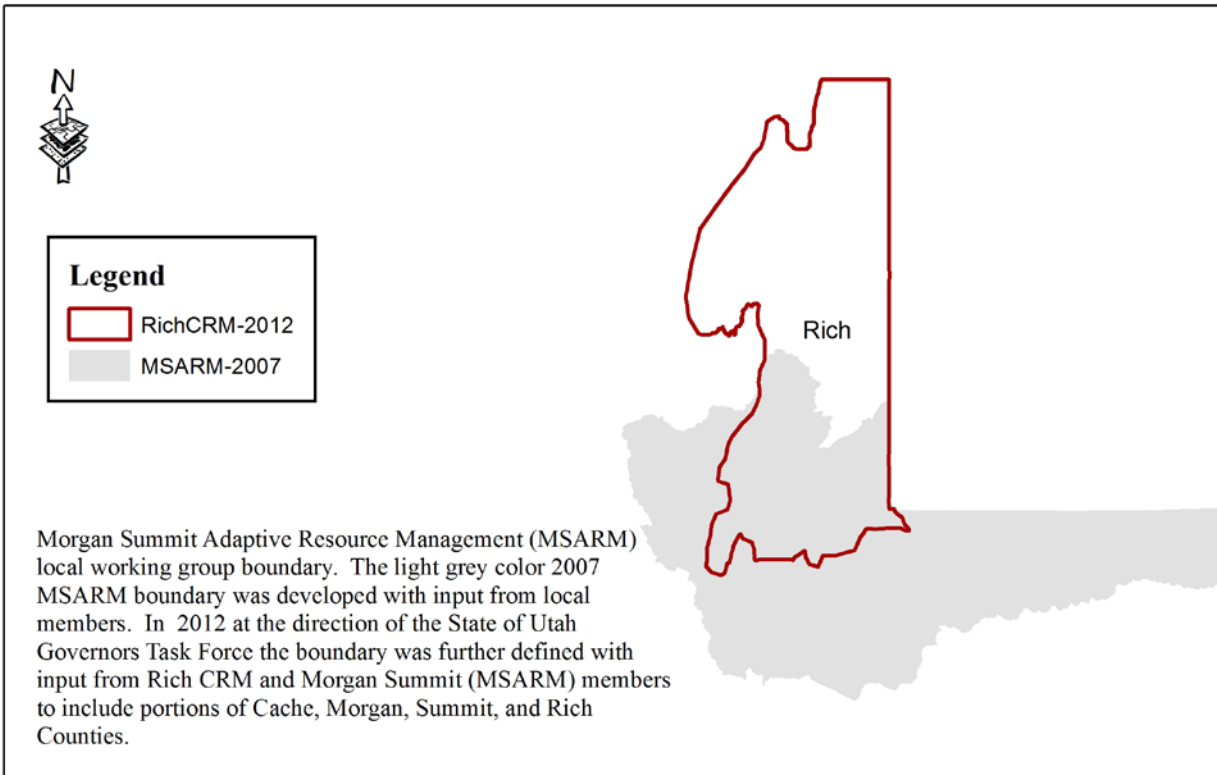 N
Legend
RichCRM-2012
MSARM-2007
Rich
Morgan Summit Adaptive Resource Management (MSARM)
local working group boundary.  The light grey color 2007
MSARM boundary was developed with input from local
members.  In  2012 at the direction of the State of Utah
Governors Task Force the boundary was further defined with
input from Rich CRM and Morgan Summit (MSARM) members
to include portions of Cache, Morgan, Summit, and Rich
Counties.